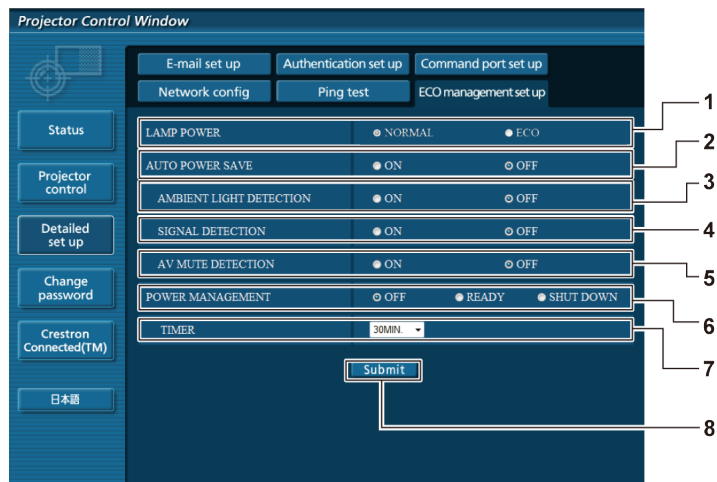 Projector Control Window
E-mail set up
Authentication set up
Command port set up
Network config
Ping test
ECO management set up
Status
Projector
control
Detailed
set up
Change
password
Crestron
Connected(TM)
日本語
LAMP POWER NORMAL ECO 1
AUTO POWER SAVE ON OFF 2
AMBIENT LIGHT DETECTION ON OFF 3
SIGNAL DETECTION ON OFF 4
AV MUTE DETECTION ON OFF 5
POWER MANAGEMENT OFF READY SHUT DOWN 6
TIMER 30MIN. 7
Submit 8